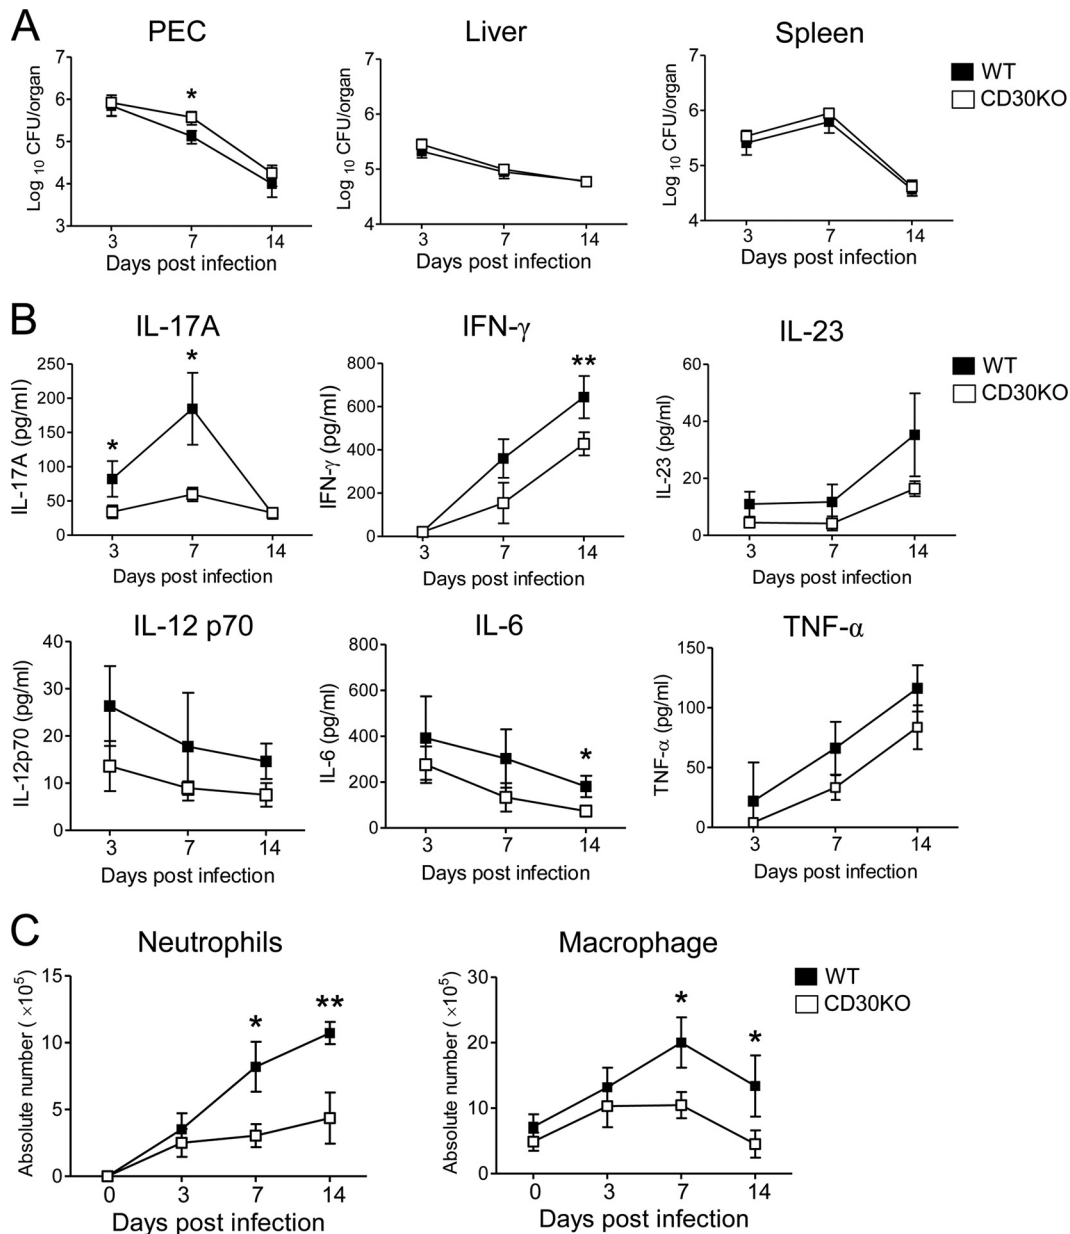 A
PEC
Liver
Spleen
Log 10 CFU/organ
7
6
5
4
3
3
7
14
Days post infection
Log 10 CFU/organ
7
6
5
4
3
7
14
Days post infection
Log 10 CFU/organ
7
6
5
4
3
7
14
Days post infection
*
WT
CD30KO
B
IL-17A
IFN-γ
IL-23
IL-17A (pg/ml)
250
200
150
100
50
0
*
*
3
7
14
Days post infection
IFN-γ (pg/ml)
800
600
400
200
0
**
3
7
14
Days post infection
IL-23 (pg/ml)
60
40
20
0
3
7
14
Days post infection
WT
CD30KO
IL-12 p70
IL-6
TNF-α
IL-12p70 (pg/ml)
40
30
20
10
0
3
7
14
Days post infection
IL-6 (pg/ml)
800
600
400
200
0
*
3
7
14
Days post infection
TNF-α (pg/ml)
150
100
50
0
3
7
14
Days post infection
C
Neutrophils
Macrophage
Absolute number ( ×10⁵)
15
10
5
0
*
**
0
3
7
14
Days post infection
Absolute number ( ×10⁵)
30
20
10
0
*
*
0
3
7
14
Days post infection
WT
CD30KO